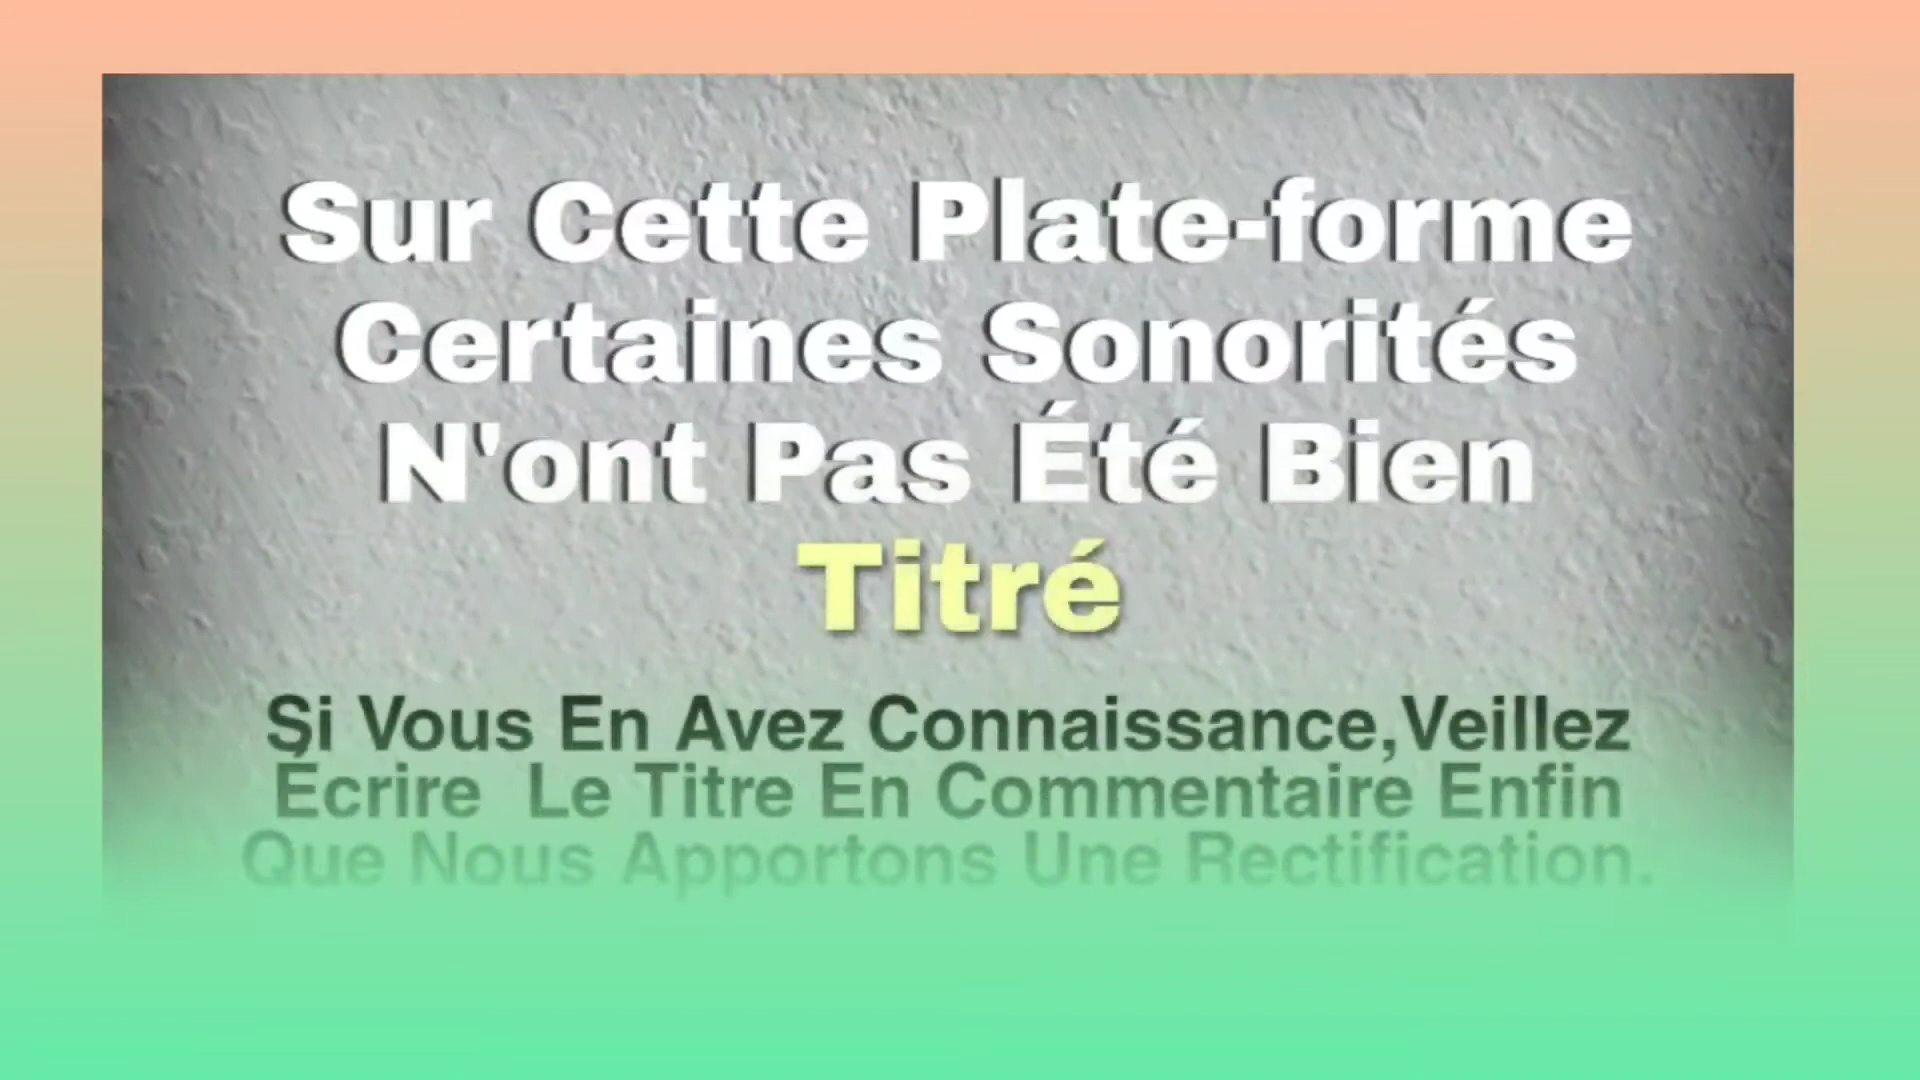 Sur Cette Plate-forme
Certaines Sonorités
N'ont Pas Été Bien
Titré
Si Vous En Avez Connaissance,Veillez
Écrire  Le Titre En Commentaire Enfin
Que Nous Apportons Une Rectification.